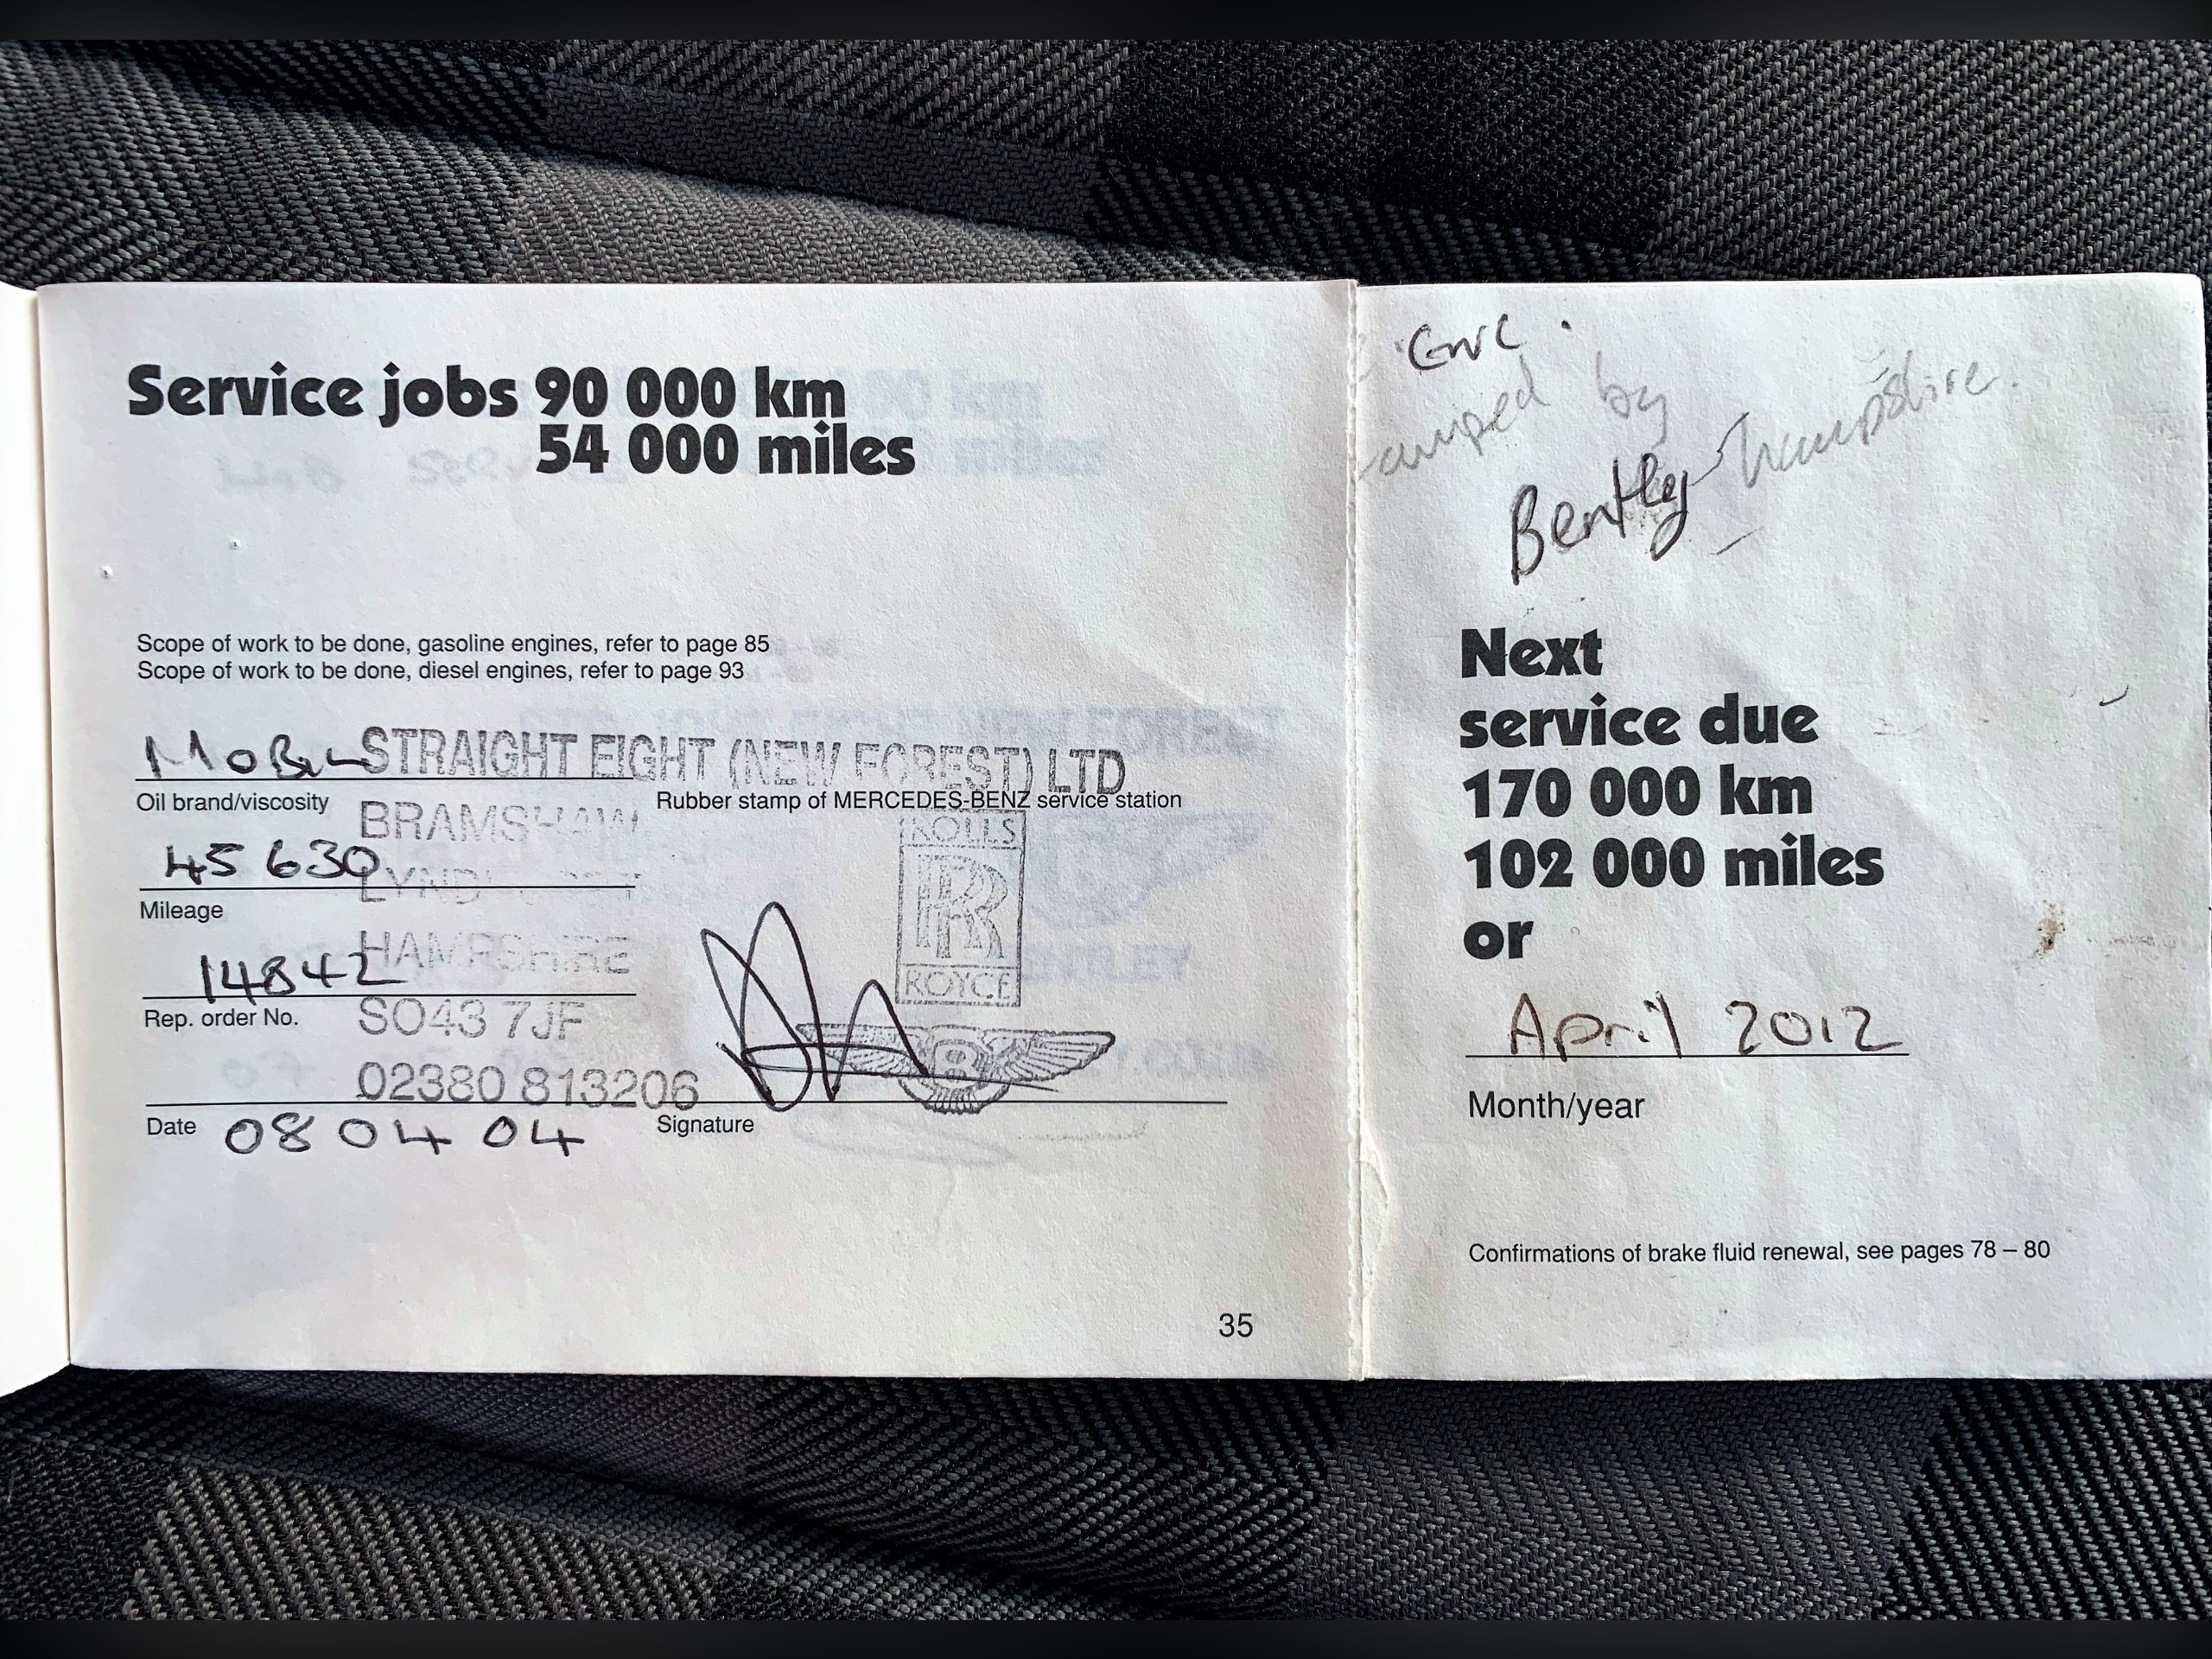 Service jobs 90 000 km
54 000 miles
Scope of work to be done, gasoline engines, refer to page 85
Scope of work to be done, diesel engines, refer to page 93
MOBIL STRAIGHT EIGHT (NEW FOREST) LTD
Oil brand/viscosity
Rubber stamp of MERCEDES-BENZ service station
BRAMSHAW
45 630
Mileage
HAMPSHIRE
14842
Rep. order No.
SO43 7JF
02380 813206
ROLLS
RR
ROYCE
B
Date 08 04 04
Signature
35
by
Bentley Hampshire.
Next
service due
170 000 km
102 000 miles
or
April 2012
Month/year
Confirmations of brake fluid renewal, see pages 78 – 80